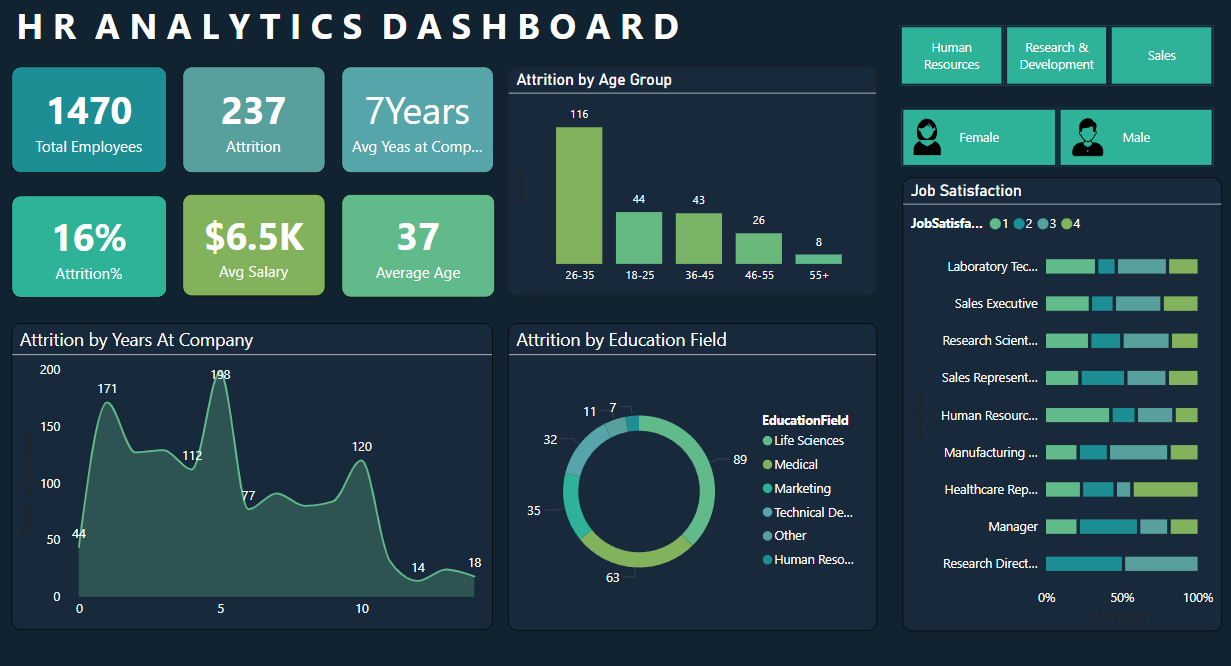 HR ANALYTICS DASHBOARD
1470
Total Employees
237
Attrition
7Years
Avg Yeas at Comp...
16%
Attrition%
$6.5K
Avg Salary
37
Average Age
Attrition by Age Group
116
44
43
26
8
26-35
18-25
36-45
46-55
55+
Human
Resources
Research &
Development
Sales
Female
Male
Attrition by Years At Company
200
150
100
50
0
44
171
112
198
77
120
14
18
0
5
10
Attrition by Education Field
89
63
35
32
11
7
EducationField
Life Sciences
Medical
Marketing
Technical De...
Other
Human Reso...
Job Satisfaction
JobSatisfa...
1
2
3
4
Laboratory Tec...
Sales Executive
Research Scient...
Sales Represent...
Human Resourc...
Manufacturing ...
Healthcare Rep...
Manager
Research Direct...
0%
50%
100%